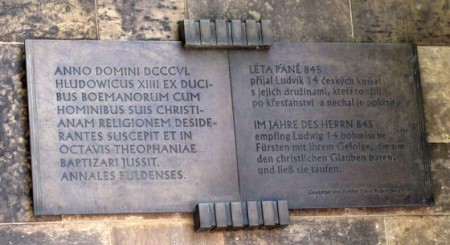 ANNO DOMINI DCCCVL
HLUDOWICUS XIIII EX DUCI-
BUS BOEMANORUM CUM
HOMINIBUS SUIS CHRISTI-
ANAM RELIGIONEM DESIDE-
RANTES SUSCEPIT ET IN
OCTAVIS THEOPHANIAE
BAPTIZARI JUSSIT.
ANNALES FULDENSES.
LÉTA PÁNĚ 845
přijal Ludvík 14 českých knížat
s jejich družinami, kteří toužili
po křesťanství a nechal je pokřtít.
IM JAHRE DES HERRN 845
empfing Ludwig 14 böhmische
Fürsten mit ihrem Gefolge, die um
den christlichen Glauben baten,
und ließ sie taufen.